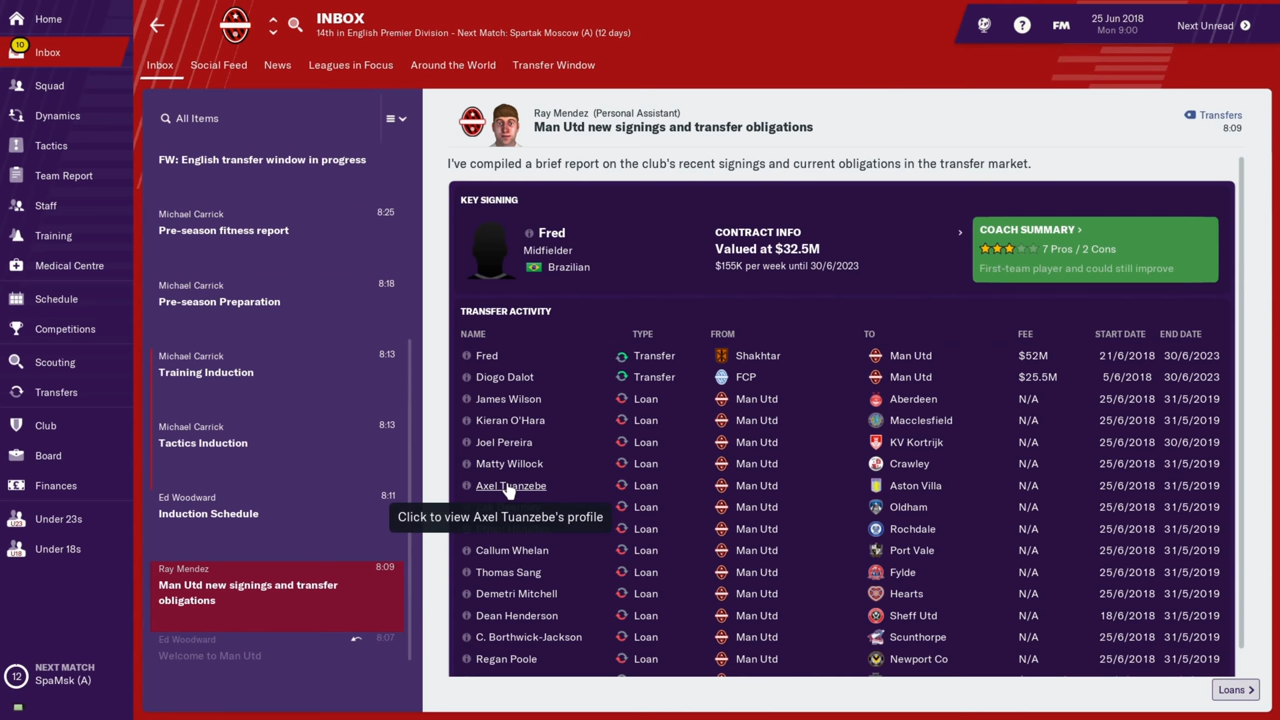 Home
10
Inbox
Squad
Dynamics
Tactics
Team Report
Staff
Training
Medical Centre
Schedule
Competitions
Scouting
Transfers
Club
Board
Finances
U23
Under 23s
U18
Under 18s
12
NEXT MATCH
SpaMsk (A)
INBOX
14th in English Premier Division - Next Match: Spartak Moscow (A) (12 days)
?
FM
25 Jun 2018
Mon 9:00
Next Unread
Inbox
Social Feed
News
Leagues in Focus
Around the World
Transfer Window
All Items
FW: English transfer window in progress
Michael Carrick 8:25
Pre-season fitness report
Michael Carrick 8:18
Pre-season Preparation
Michael Carrick 8:13
Training Induction
Michael Carrick 8:13
Tactics Induction
Ed Woodward 8:11
Induction Schedule
Ray Mendez 8:09
Man Utd new signings and transfer
obligations
Ed Woodward 8:07
Welcome to Man Utd
Ray Mendez (Personal Assistant)
Man Utd new signings and transfer obligations
Transfers
8:09
I've compiled a brief report on the club's recent signings and current obligations in the transfer market.
KEY SIGNING
Fred
Midfielder
Brazilian
CONTRACT INFO
Valued at $32.5M
$155K per week until 30/6/2023
COACH SUMMARY
7 Pros / 2 Cons
First-team player and could still improve
TRANSFER ACTIVITY
NAME TYPE FROM TO FEE START DATE END DATE
Fred Transfer Shakhtar Man Utd $52M 21/6/2018 30/6/2023
Diogo Dalot Transfer FCP Man Utd $25.5M 5/6/2018 30/6/2023
James Wilson Loan Man Utd Aberdeen N/A 25/6/2018 31/5/2019
Kieran O'Hara Loan Man Utd Macclesfield N/A 25/6/2018 31/5/2019
Joel Pereira Loan Man Utd KV Kortrijk N/A 25/6/2018 30/6/2019
Matty Willock Loan Man Utd Crawley N/A 25/6/2018 31/5/2019
Axel Tuanzebe Loan Man Utd Aston Villa N/A 25/6/2018 31/5/2019
Loan Man Utd Oldham N/A 25/6/2018 31/5/2019
Click to view Axel Tuanzebe's profile
Loan Man Utd Rochdale N/A 25/6/2018 31/5/2019
Callum Whelan Loan Man Utd Port Vale N/A 25/6/2018 31/5/2019
Thomas Sang Loan Man Utd Fylde N/A 25/6/2018 31/5/2019
Demetri Mitchell Loan Man Utd Hearts N/A 25/6/2018 31/5/2019
Dean Henderson Loan Man Utd Sheff Utd N/A 18/6/2018 31/5/2019
C. Borthwick-Jackson Loan Man Utd Scunthorpe N/A 25/6/2018 31/5/2019
Regan Poole Loan Man Utd Newport Co N/A 25/6/2018 31/5/2019
Loans